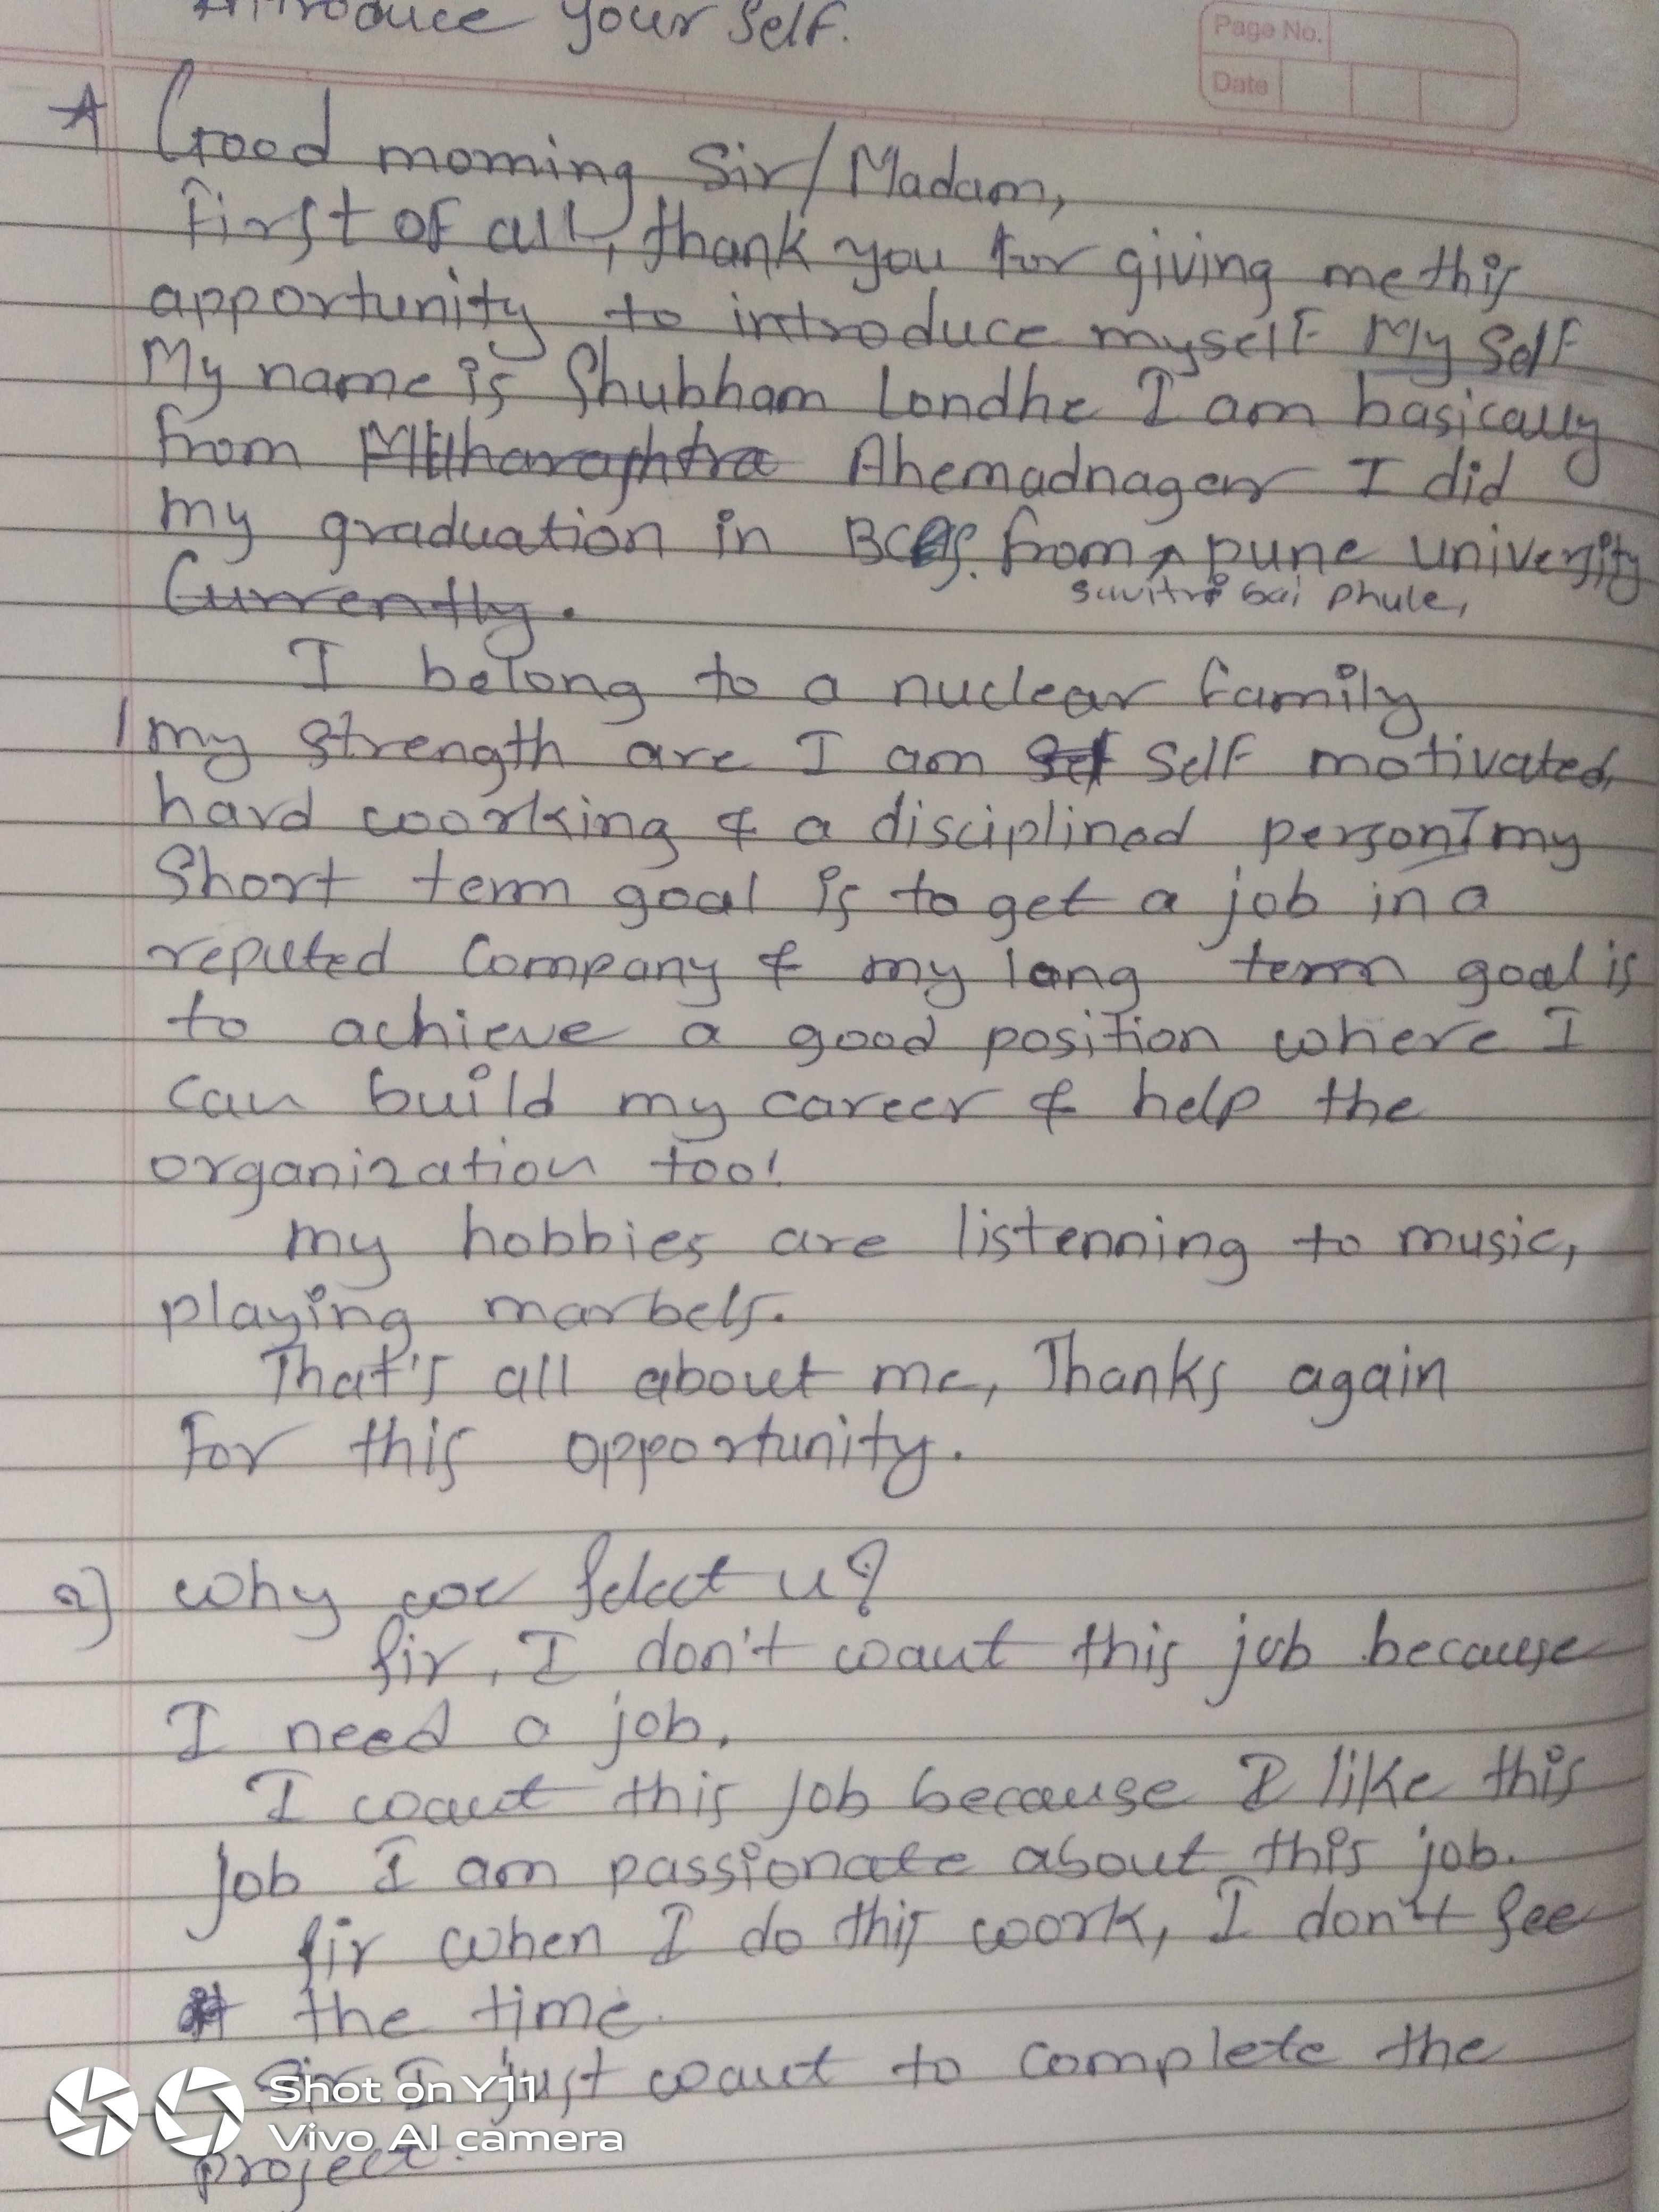 Introduce your self.
Page No.
Date
Good morning Sir/Madam,
First of all, thank you for giving me this
apportunity to introduce myself My Self
My name is Shubham Londhe I am basically
from Maharashtra Ahemadnagar I did
my graduation in BCS. from pune university
Savitri bai Phule,
Currently.
I belong to a nuclear family
my strength are I am Self motivated,
hard woorking & a disciplined person my
Short term goal is to get a job in a
reputed Company & my long term goal is
to achieve a good position where I
can build my career & help the
organization too!
my hobbies are listenning to music,
playing marbels.
That's all about me, Thanks again
For this opportunity.
2) Why we Select u?
Sir, I don't want this job because
I need a job.
I want this job because I like this
job I am passionate about this job.
Sir when I do this work, I don't see
the time.
Sir I just want to complete the
project.
Shot on Y11
Vivo AI camera